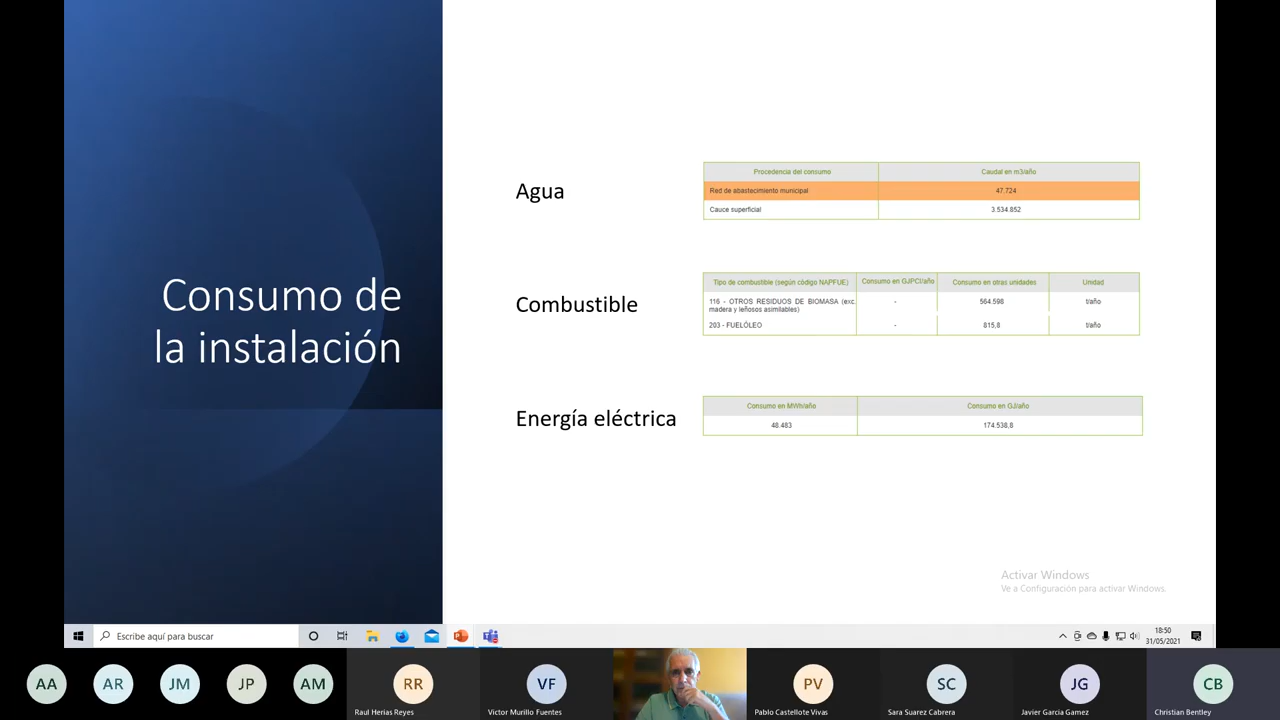 Consumo de
la instalación
Agua
Procedencia del consumo Caudal en m3/año
Red de abastecimiento municipal 47.724
Cauce superficial 3.534.852
Combustible
Tipo de combustible (según código NAPFUE) Consumo en GJPCI/año Consumo en otras unidades Unidad
116 - OTROS RESIDUOS DE BIOMASA (exc. - 564.598 t/año
madera y leñosos asimilables)
203 - FUELÓLEO - 815,8 t/año
Energía eléctrica
Consumo en MWh/año Consumo en GJ/año
48.483 174.538,8
Activar Windows
Ve a Configuración para activar Windows.
Escribe aquí para buscar
18:50
31/05/2021
AA AR JM JP AM RR VF PV SC JG CB
Raul Herias Reyes Victor Murillo Fuentes Pablo Castellote Vivas Sara Suarez Cabrera Javier Garcia Gamez Christian Bentley